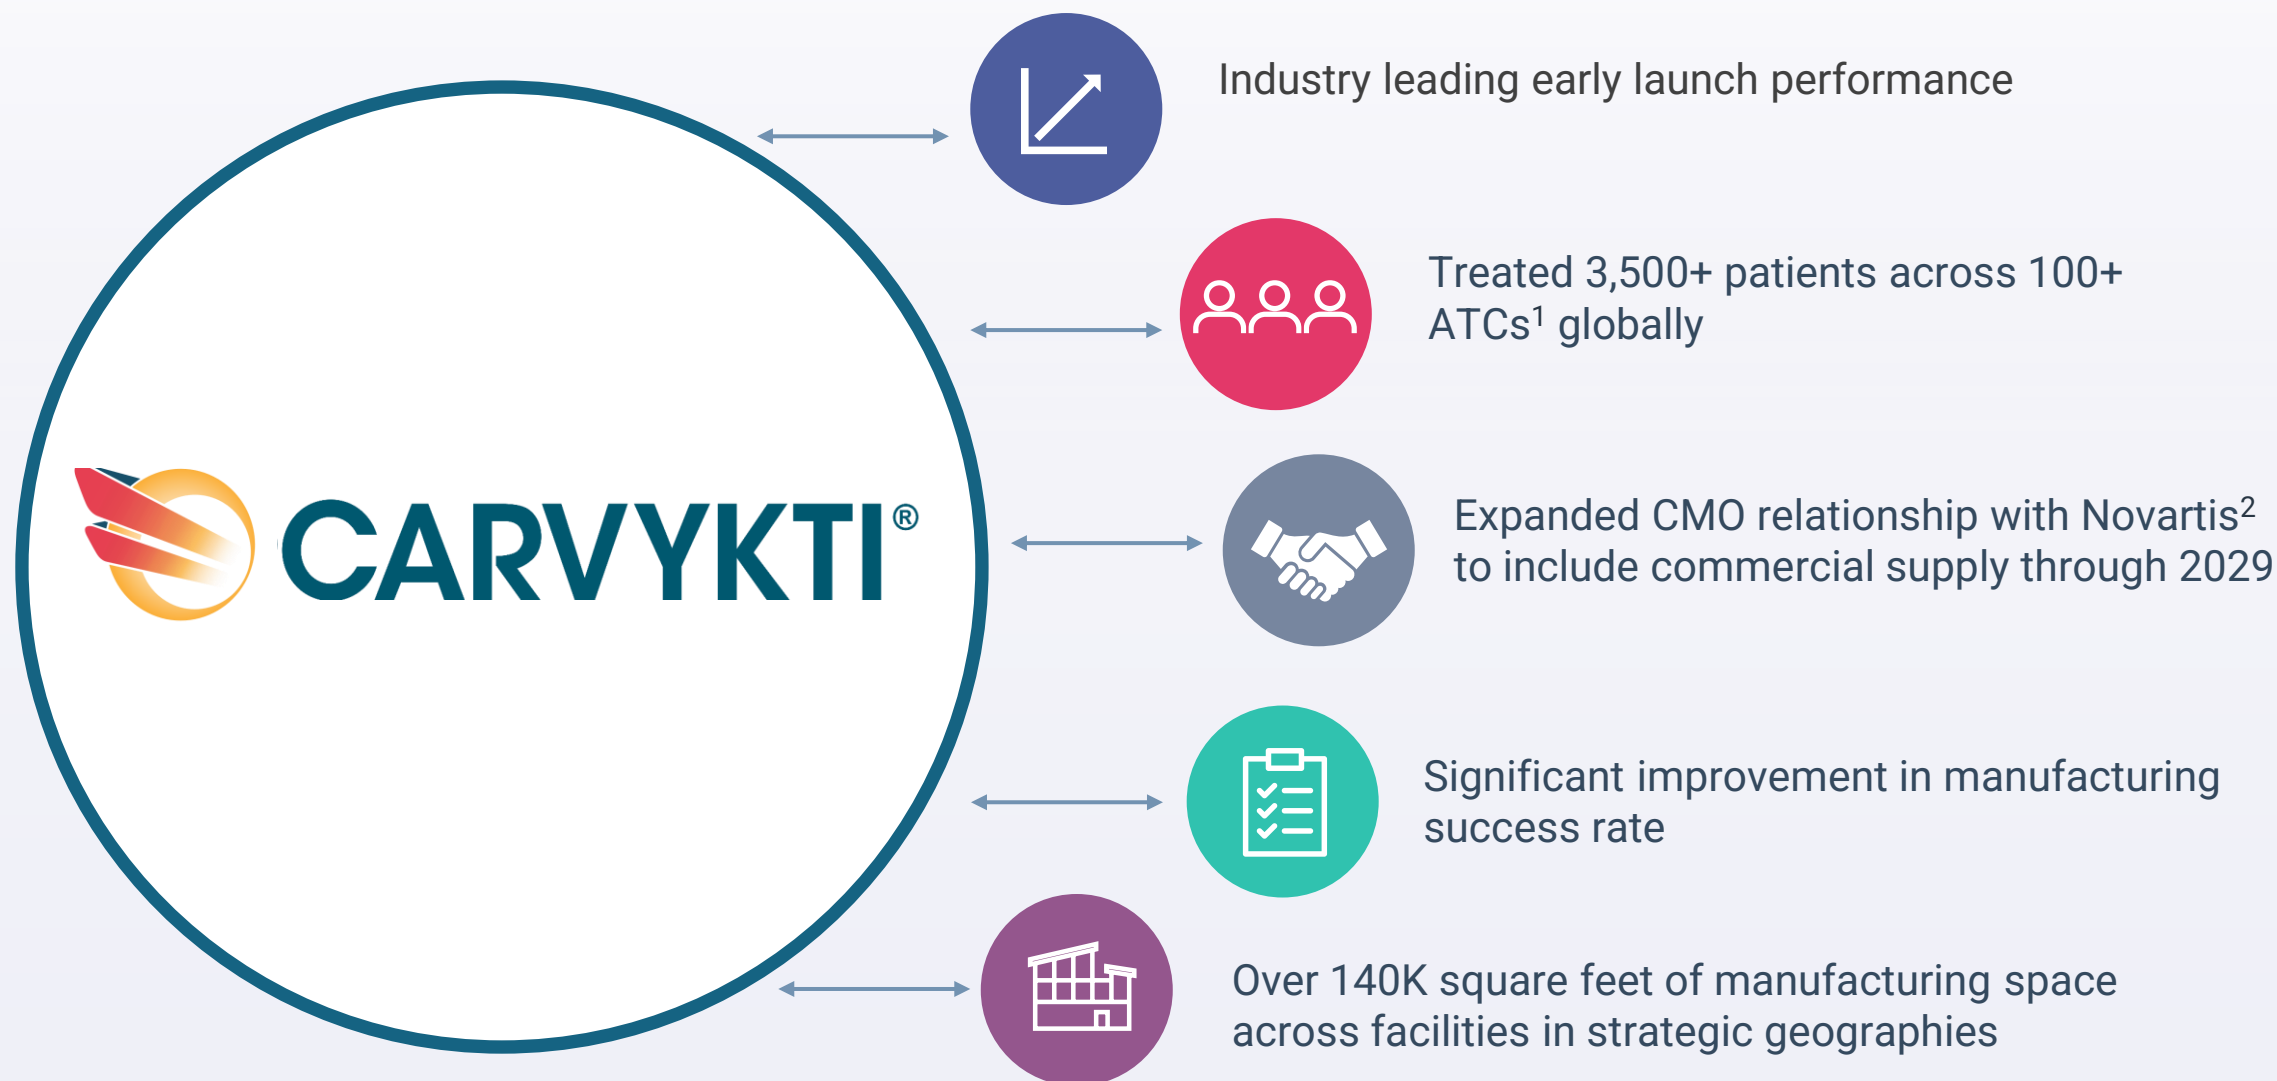 Industry leading early launch performance
Treated 3,500+ patients across 100+
ATCs¹ globally
CARVYKTI®
Expanded CMO relationship with Novartis²
to include commercial supply through 2029
Significant improvement in manufacturing
success rate
Over 140K square feet of manufacturing space
across facilities in strategic geographies